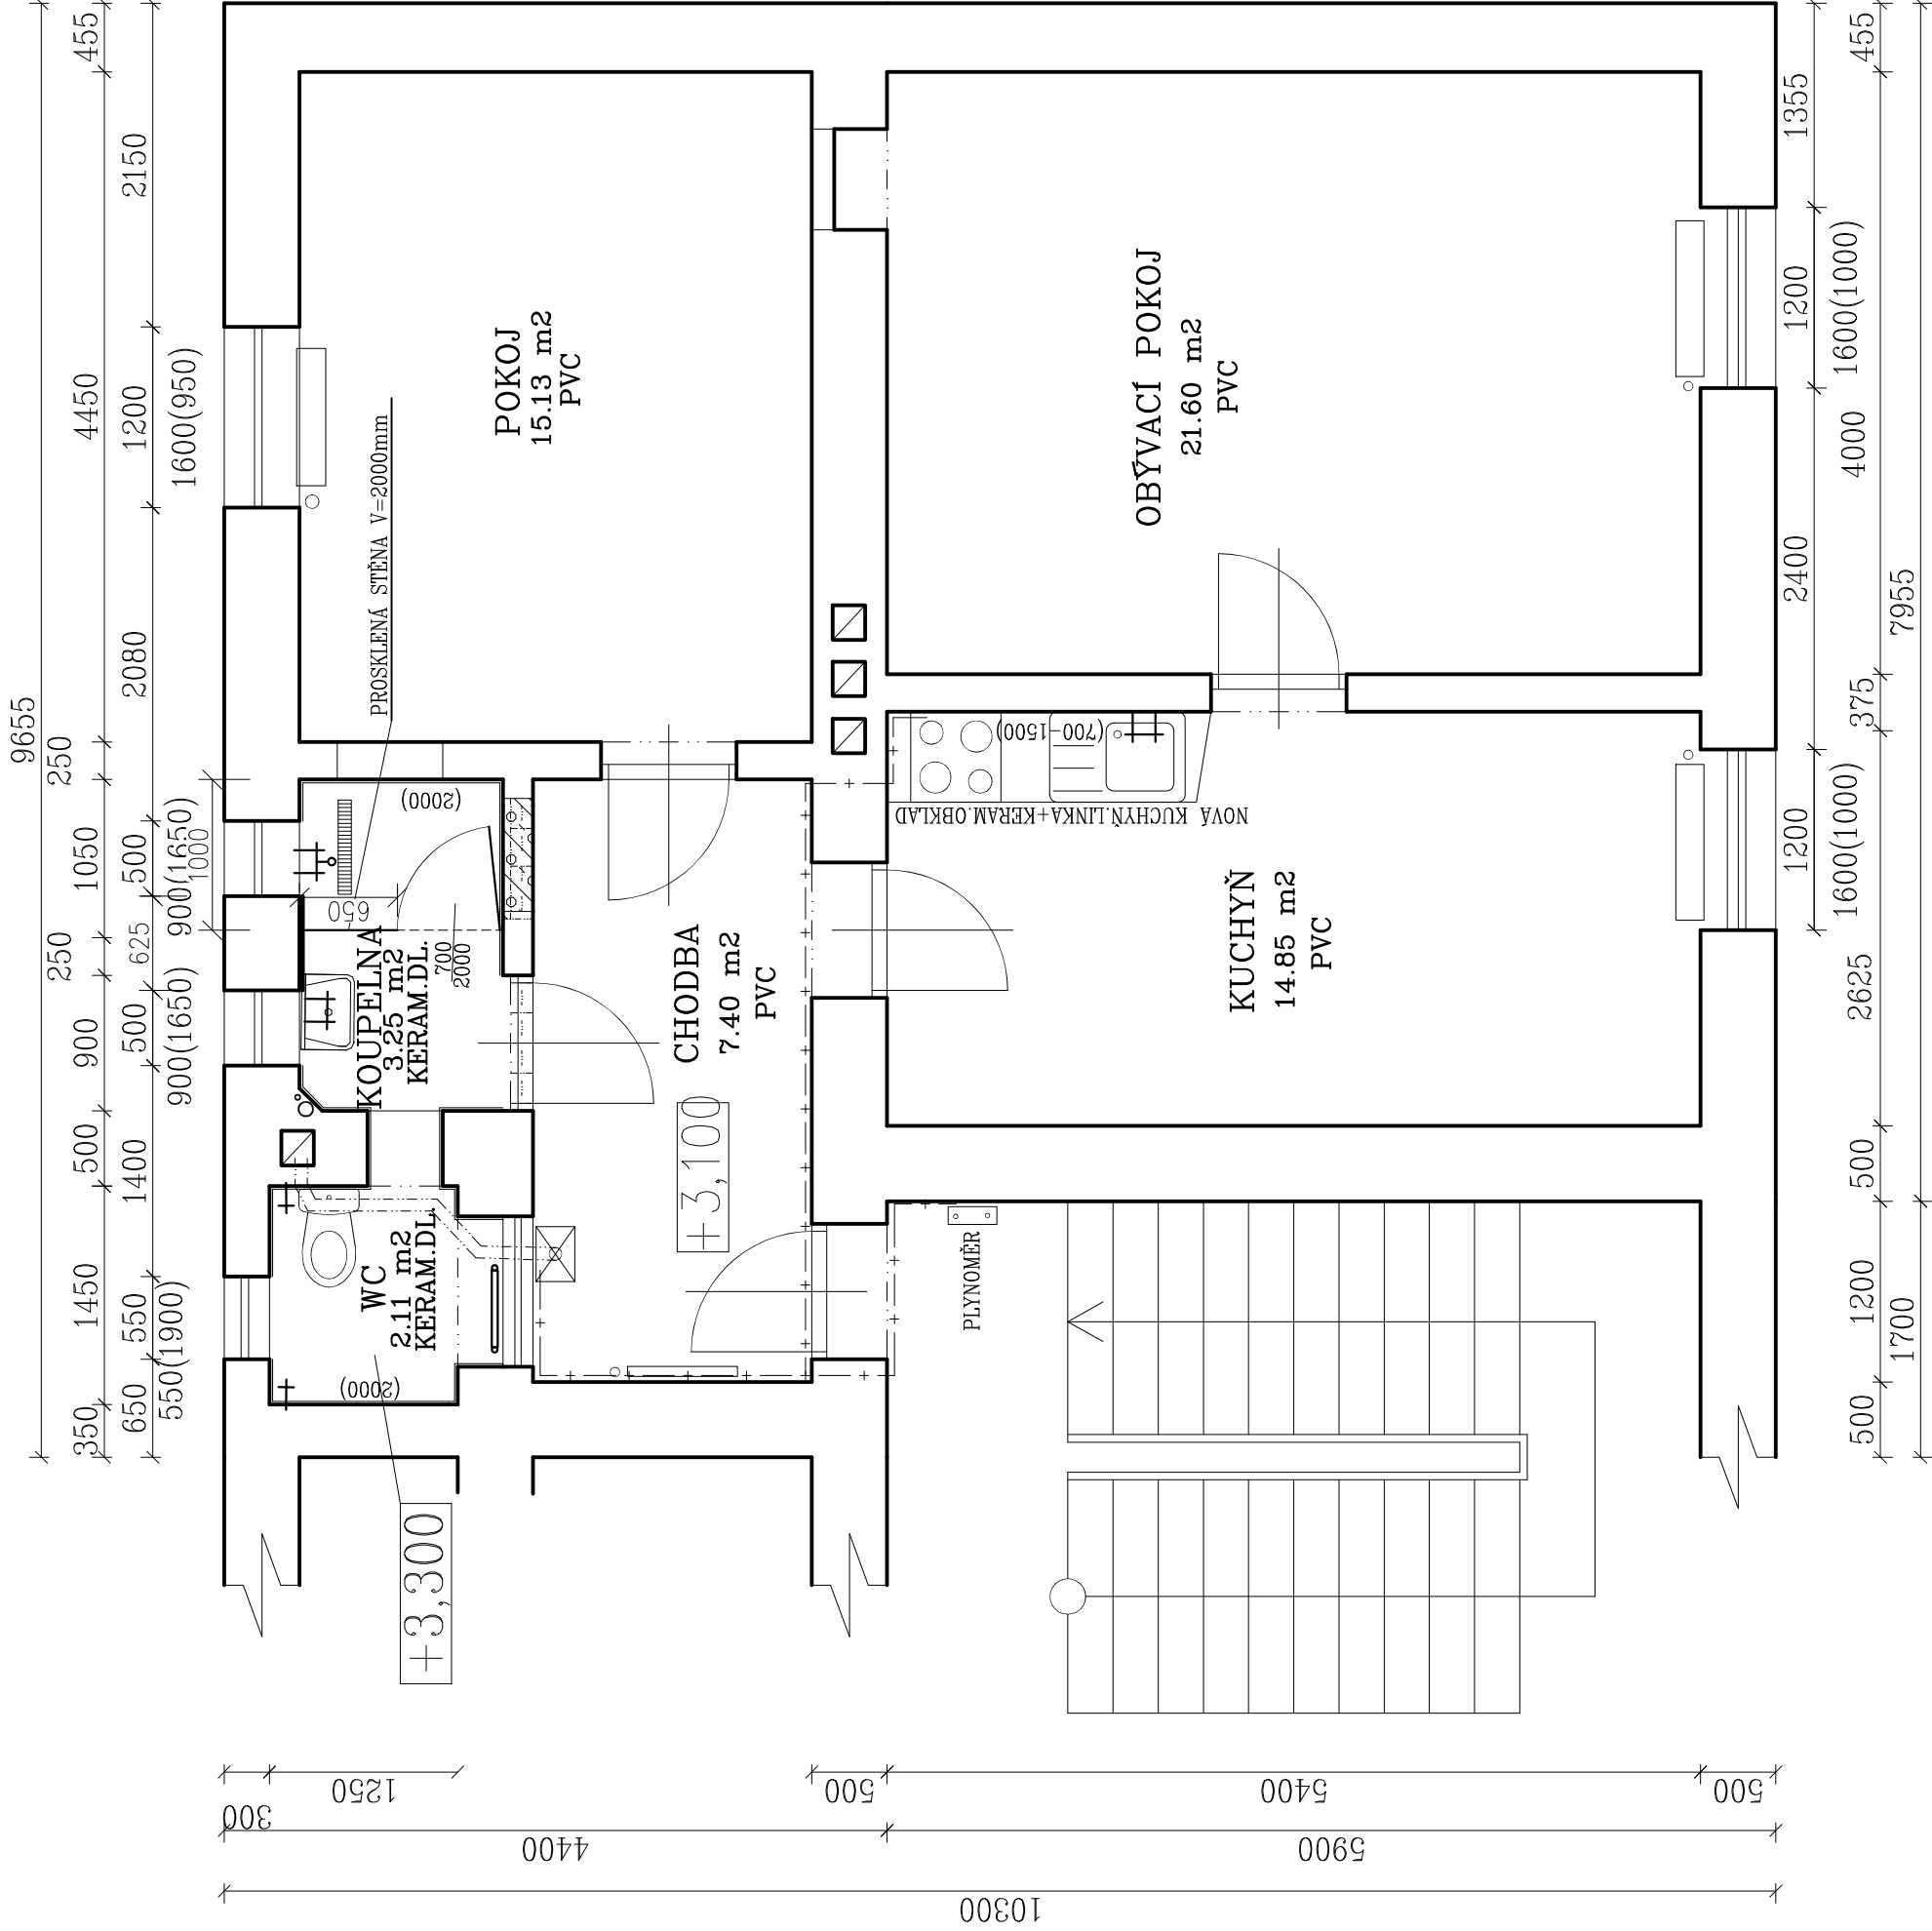 9655
455
4450
250
1050
250
900
500
1450
350
2150
1200
2080
500
625
500
1400
550
650
1600(950)
900(1650)
1000
900(1650)
550(1900)
PROSKLENÁ STĚNA V=2000mm
POKOJ
15.13 m2
PVC
OBÝVACÍ POKOJ
21.60 m2
PVC
(2000)
650
700
2000
KOUPELNA
3.25 m2
KERAM.DL.
CHODBA
7.40 m2
PVC
+3,100
(700-1500)
NOVÁ KUCHYŇ.LINKA+KERAM.OBKLAD
KUCHYŇ
14.85 m2
PVC
WC
2.11 m2
KERAM.DL.
(2000)
+3,300
PLYNOMĚR
1355
1200
2400
1200
1600(1000)
1600(1000)
455
4000
375
2625
500
1200
500
7955
1700
300
1250
500
5400
500
4400
5900
10300